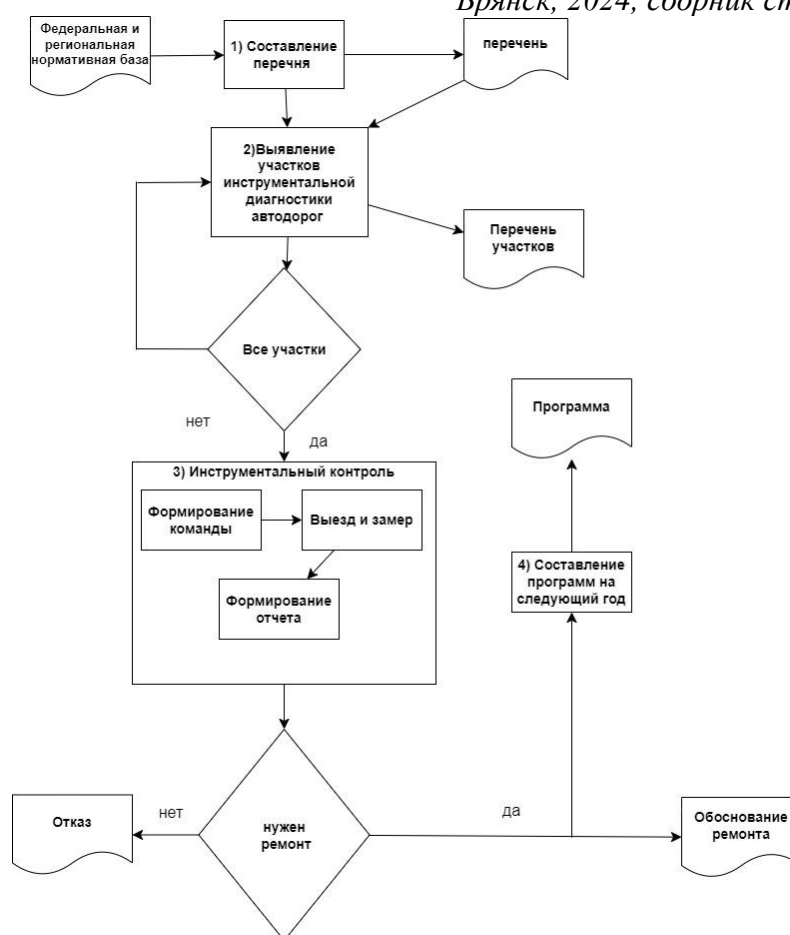 Брянск, 2024, сборник ст
Федеральная и
региональная
нормативная база
1) Составление
перечня
перечень
2)Выявление
участков
инструментальной
диагностики
автодорог
Перечень
участков
Все участки
нет
да
Программа
3) Инструментальный контроль
Формирование
команды
Выезд и замер
Формирование
отчета
4) Составление
программ на
следующий год
Отказ
нет
нужен
ремонт
да
Обоснование
ремонта